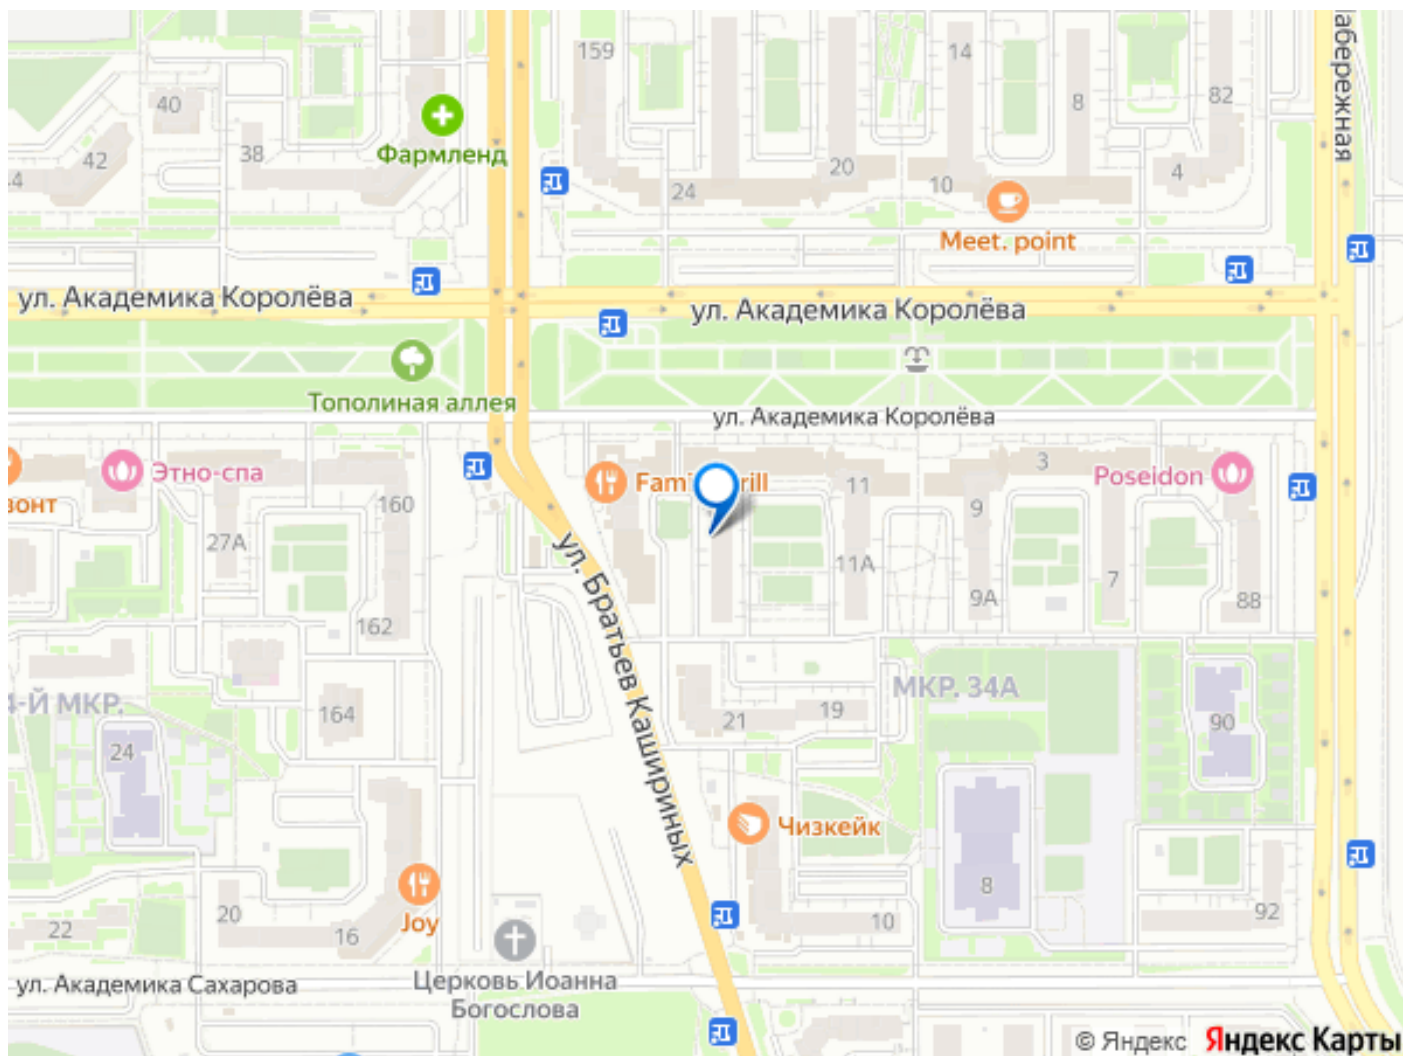 159
14
8
82
абережная
40
42
4
38
Фармленд
24
20
10
4
Meet. point
ул. Академика Королёва
ул. Академика Королёва
Тополиная аллея
ул. Академика Королёва
Этно-спа
ЗОНТ
160
27А
162
11
3
9
Poseidon
11А
9А
7
88
ул. Братьев Кашириных
4-Й МКР.
164
24
21
19
МКР. 34А
90
Чизкейк
8
20
22
16
Joy
10
92
ул. Академика Сахарова
Церковь Иоанна
Богослова
© Яндекс Яндекс Карты